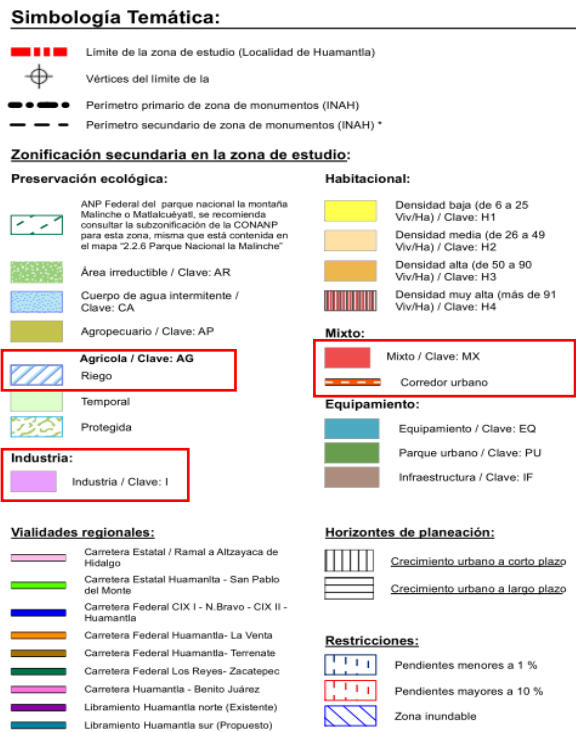 Simbología Temática:
Límite de la zona de estudio (Localidad de Huamantla)
Vértices del límite de la
Perímetro primario de zona de monumentos (INAH)
Perímetro secundario de zona de monumentos (INAH) *
Zonificación secundaria en la zona de estudio:
Preservación ecológica:
ANP Federal del parque nacional la montaña
Malinche o Matlalcuéyatl, se recomienda
consultar la subzonificación de la CONANP
para esta zona, misma que está contenida en
el mapa "2.2.6 Parque Nacional la Malinche"
Área irreductible / Clave: AR
Cuerpo de agua intermitente /
Clave: CA
Agropecuario / Clave: AP
Agrícola / Clave: AG
Riego
Temporal
Protegida
Industria:
Industria / Clave: I
Habitacional:
Densidad baja (de 6 a 25
Viv/Ha) / Clave: H1
Densidad media (de 26 a 49
Viv/Ha) / Clave: H2
Densidad alta (de 50 a 90
Viv/Ha) / Clave: H3
Densidad muy alta (más de 91
Viv/Ha) / Clave: H4
Mixto:
Mixto / Clave: MX
Corredor urbano
Equipamiento:
Equipamiento / Clave: EQ
Parque urbano / Clave: PU
Infraestructura / Clave: IF
Vialidades regionales:
Carretera Estatal / Ramal a Altzayaca de
Hidalgo
Carretera Estatal Huamanlta - San Pablo
del Monte
Carretera Federal CIX I - N.Bravo - CIX II -
Huamantla
Carretera Federal Huamantla- La Venta
Carretera Federal Huamantla- Terrenate
Carretera Federal Los Reyes- Zacatepec
Carretera Huamantla - Benito Juárez
Libramiento Huamantla norte (Existente)
Libramiento Huamantla sur (Propuesto)
Horizontes de planeación:
Crecimiento urbano a corto plazo
Crecimiento urbano a largo plazo
Restricciones:
Pendientes menores a 1 %
Pendientes mayores a 10 %
Zona inundable